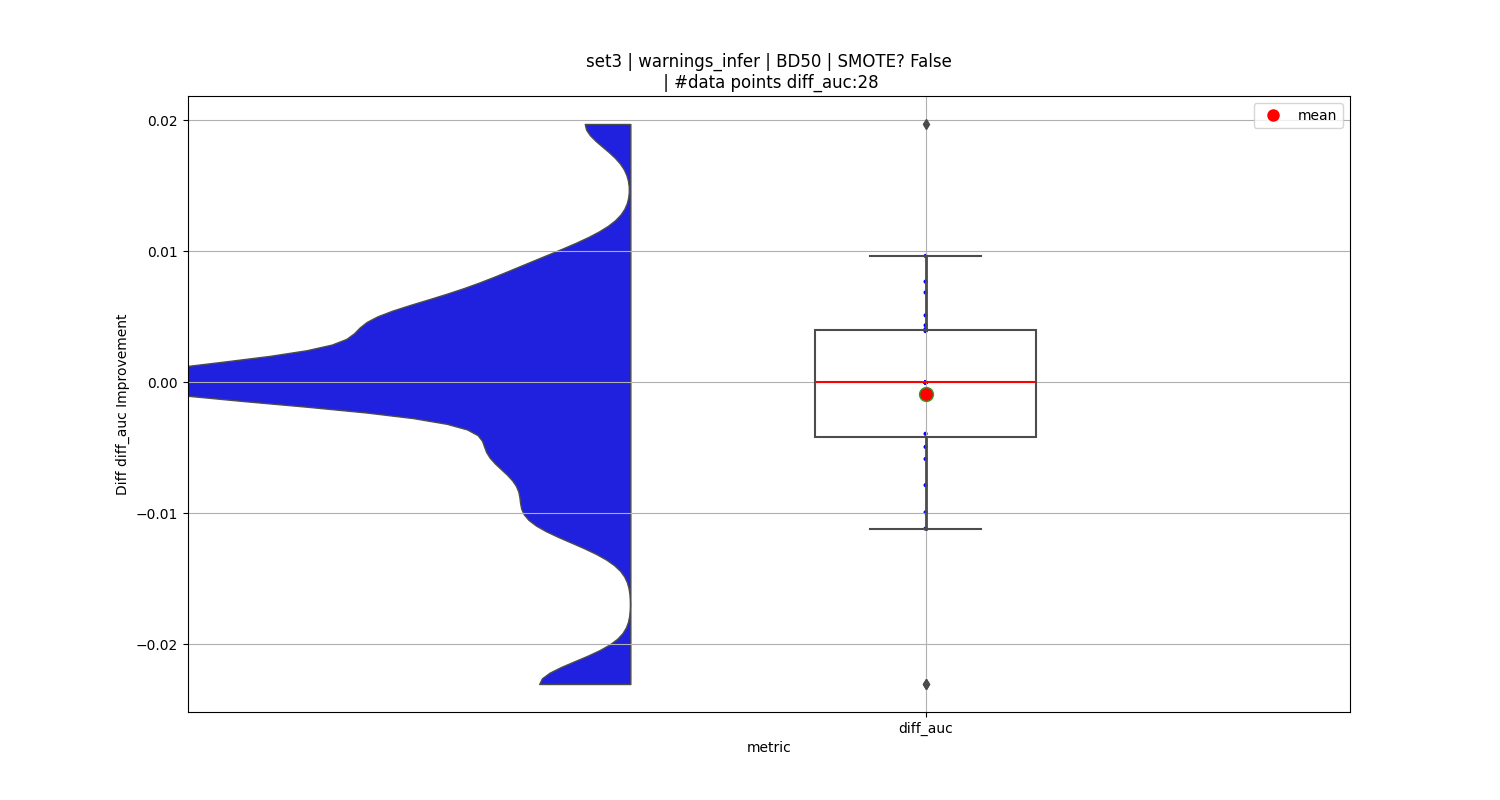 set3 | warnings_infer | BD50 | SMOTE? False
| #data points diff_auc:28
mean
0.02
0.01
0.00
−0.01
−0.02
Diff diff_auc Improvement
diff_auc
metric